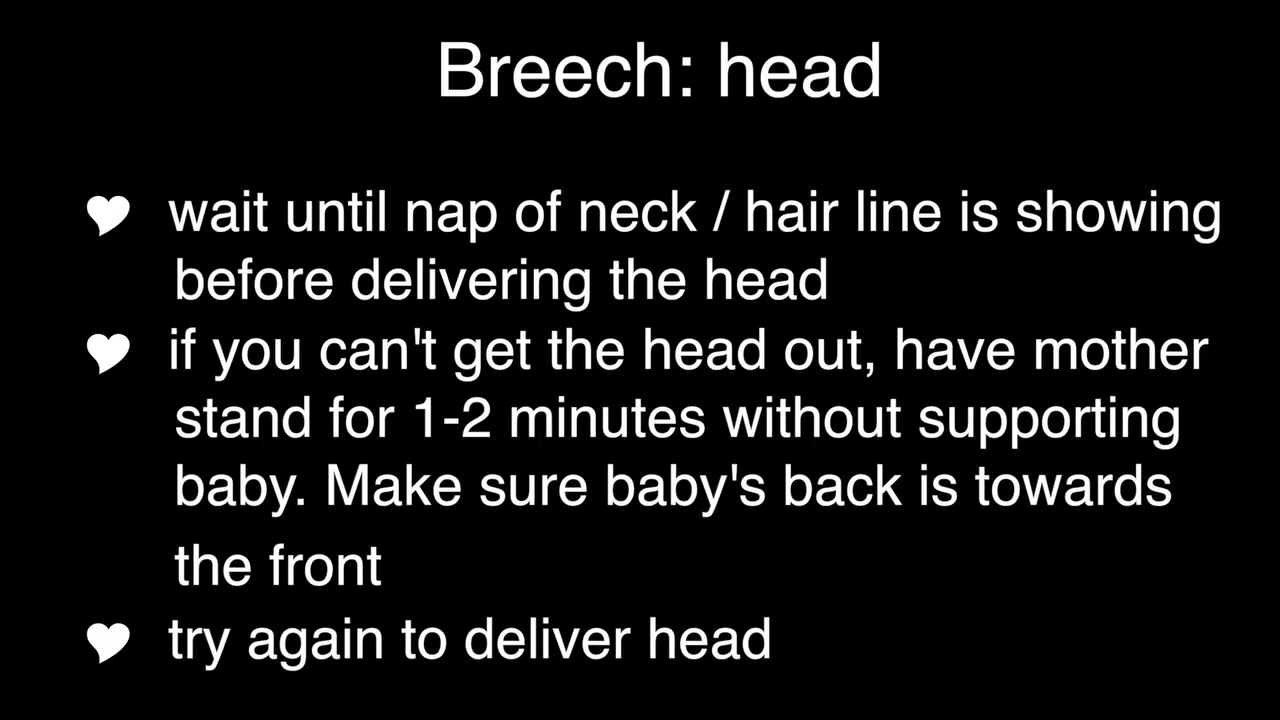 Breech: head
wait until nap of neck / hair line is showing
before delivering the head
if you can't get the head out, have mother
stand for 1-2 minutes without supporting
baby. Make sure baby's back is towards
the front
try again to deliver head